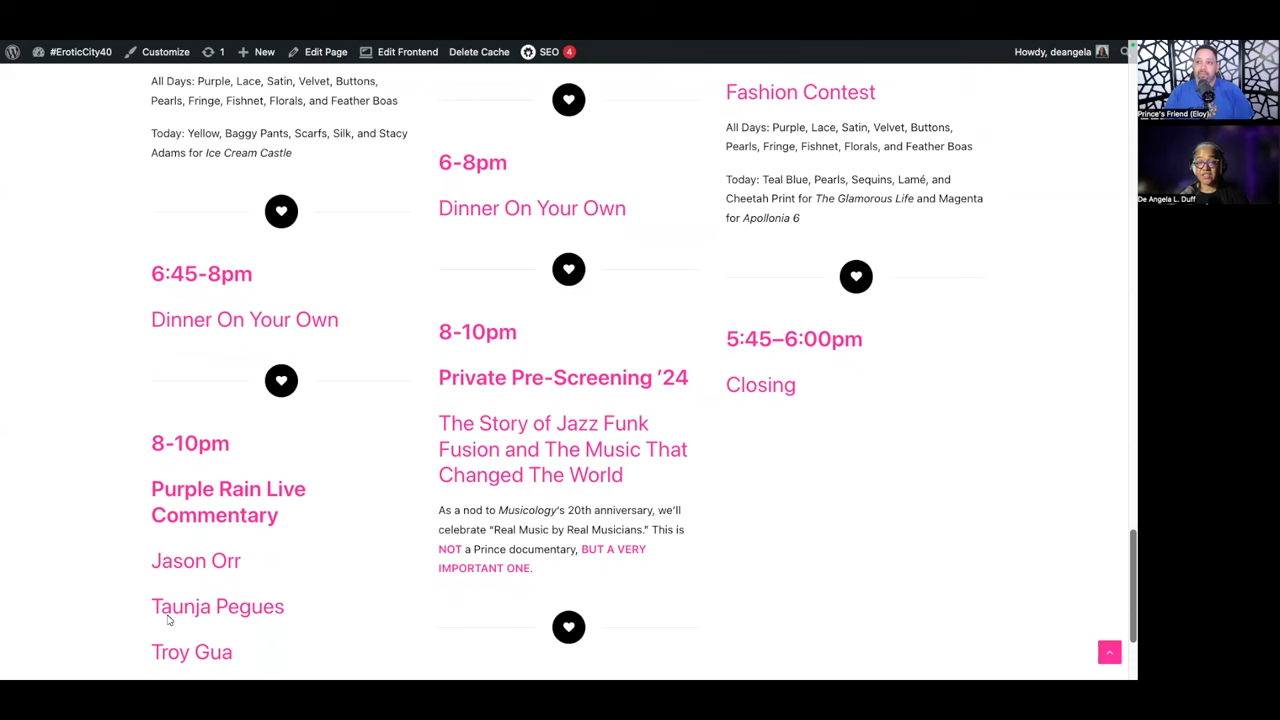 #EroticCity40
Customize
1
New
Edit Page
Edit Frontend
Delete Cache
SEO
4
Howdy, deangela
All Days: Purple, Lace, Satin, Velvet, Buttons,
Pearls, Fringe, Fishnet, Florals, and Feather Boas
Today: Yellow, Baggy Pants, Scarfs, Silk, and Stacy
Adams for Ice Cream Castle
6:45-8pm
Dinner On Your Own
8-10pm
Purple Rain Live
Commentary
Jason Orr
Taunja Pegues
Troy Gua
6-8pm
Dinner On Your Own
8-10pm
Private Pre-Screening ’24
The Story of Jazz Funk
Fusion and The Music That
Changed The World
As a nod to Musicology‘s 20th anniversary, we’ll
celebrate “Real Music by Real Musicians.” This is
NOT a Prince documentary, BUT A VERY
IMPORTANT ONE.
Fashion Contest
All Days: Purple, Lace, Satin, Velvet, Buttons,
Pearls, Fringe, Fishnet, Florals, and Feather Boas
Today: Teal Blue, Pearls, Sequins, Lamé, and
Cheetah Print for The Glamorous Life and Magenta
for Apollonia 6
5:45–6:00pm
Closing
Prince's Friend (Eloy)
De Angela L. Duff